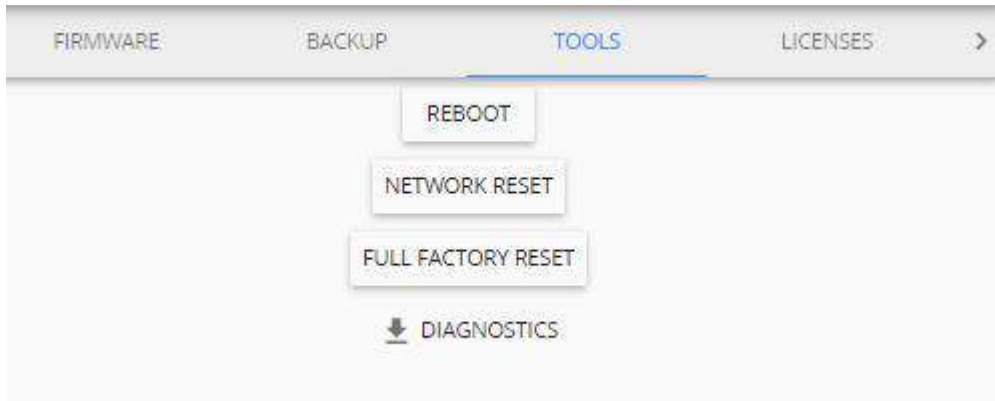 FIRMWARE BACKUP TOOLS LICENSES >
REBOOT
NETWORK RESET
FULL FACTORY RESET
DIAGNOSTICS